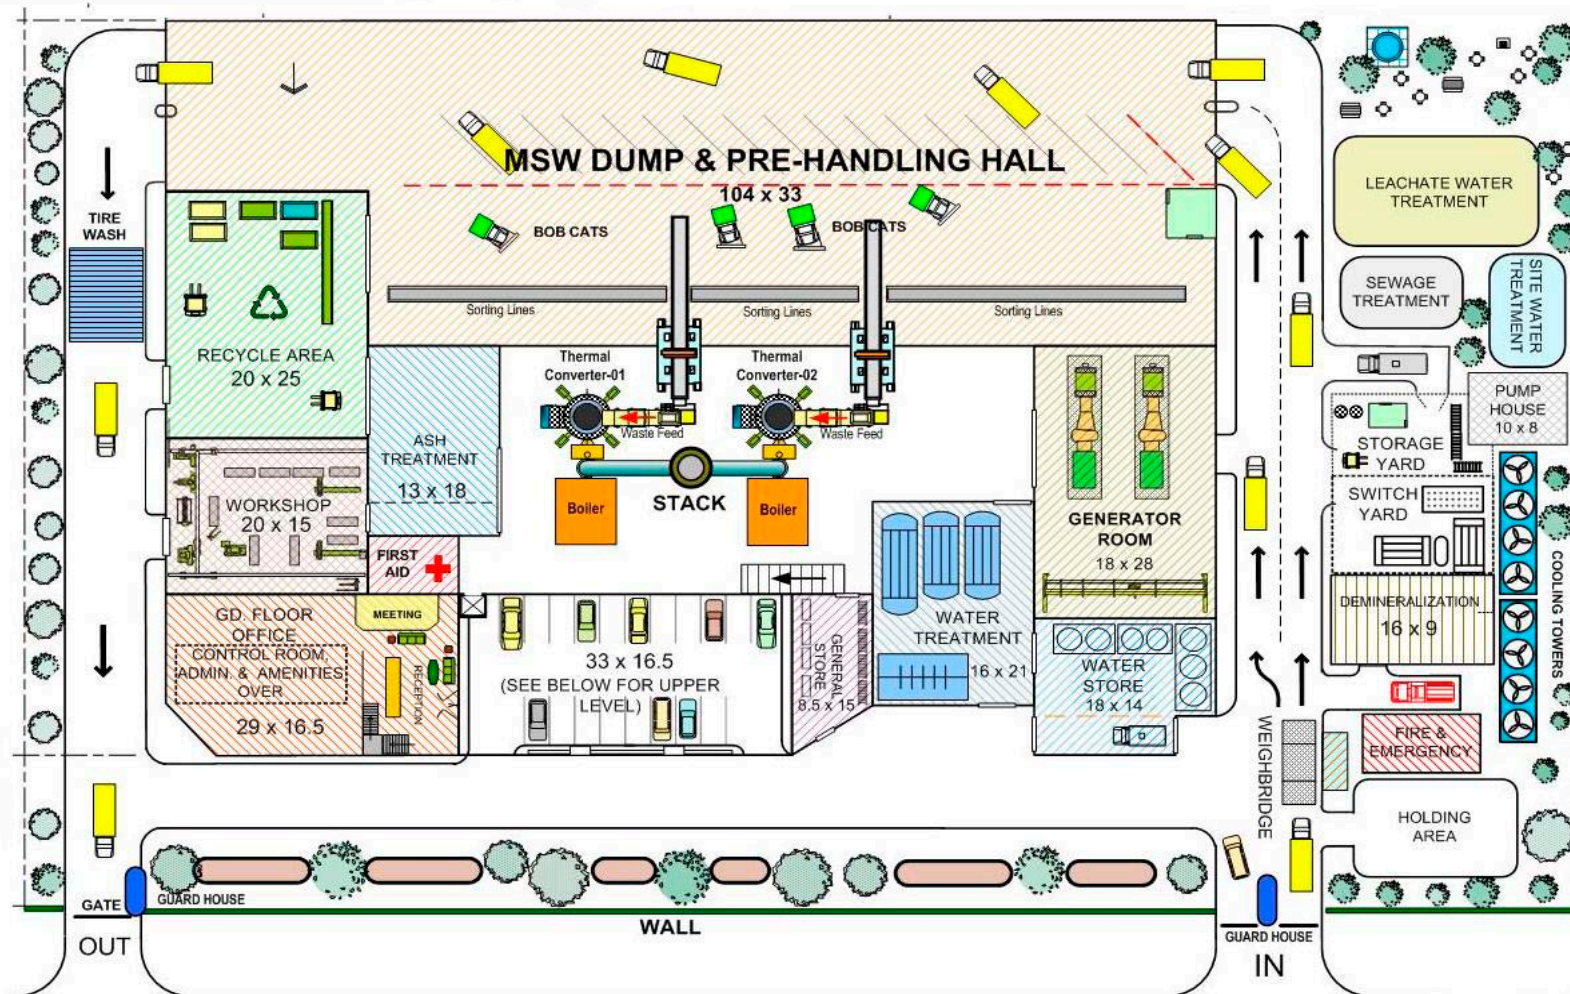 MSW DUMP & PRE-HANDLING HALL
104 x 33
BOB CATS
BOB CATS
Sorting Lines
Sorting Lines
Sorting Lines
TIRE
WASH
RECYCLE AREA
20 x 25
Thermal
Converter-01
Thermal
Converter-02
Waste Feed
Waste Feed
STACK
Boiler
Boiler
ASH
TREATMENT
13 x 18
WORKSHOP
20 x 15
FIRST
AID
GD. FLOOR
OFFICE
CONTROL ROOM,
ADMIN. & AMENITIES
OVER
29 x 16.5
MEETING
RECEPTION
33 x 16.5
(SEE BELOW FOR UPPER
LEVEL)
GENERAL
STORE
8.5 x 15
WATER
TREATMENT
16 x 21
GENERATOR
ROOM
18 x 28
WATER
STORE
18 x 14
LEACHATE WATER
TREATMENT
SEWAGE
TREATMENT
SITE WATER
TREATMENT
PUMP
HOUSE
10 x 8
STORAGE
YARD
SWITCH
YARD
DEMINERALIZATION
16 x 9
COOLING TOWERS
FIRE &
EMERGENCY
WEIGHBRIDGE
HOLDING
AREA
GATE
GUARD HOUSE
OUT
WALL
GUARD HOUSE
IN